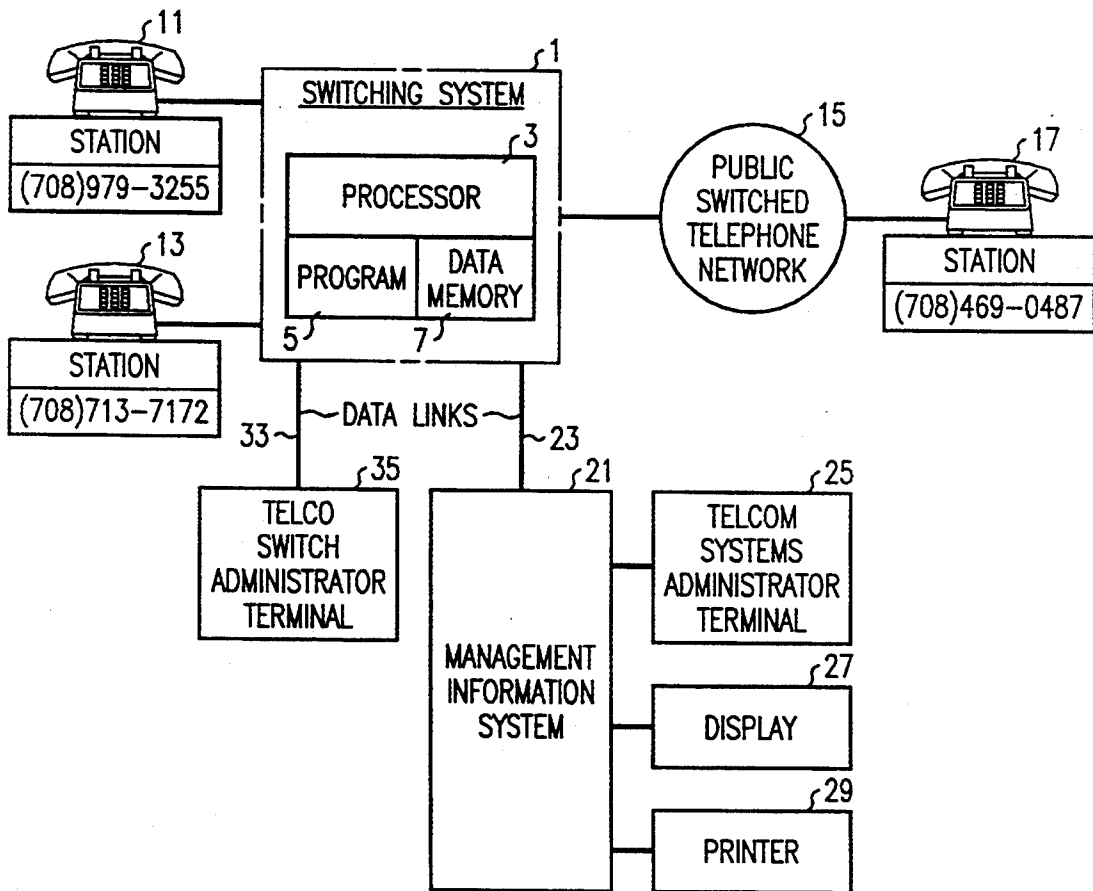 11
STATION
(708)979-3255
13
STATION
(708)713-7172
1
SWITCHING SYSTEM
3
PROCESSOR
PROGRAM
DATA
MEMORY
5
7
15
PUBLIC
SWITCHED
TELEPHONE
NETWORK
17
STATION
(708)469-0487
DATA LINKS
33
23
35
TELCO
SWITCH
ADMINISTRATOR
TERMINAL
21
MANAGEMENT
INFORMATION
SYSTEM
25
TELCOM
SYSTEMS
ADMINISTRATOR
TERMINAL
27
DISPLAY
29
PRINTER